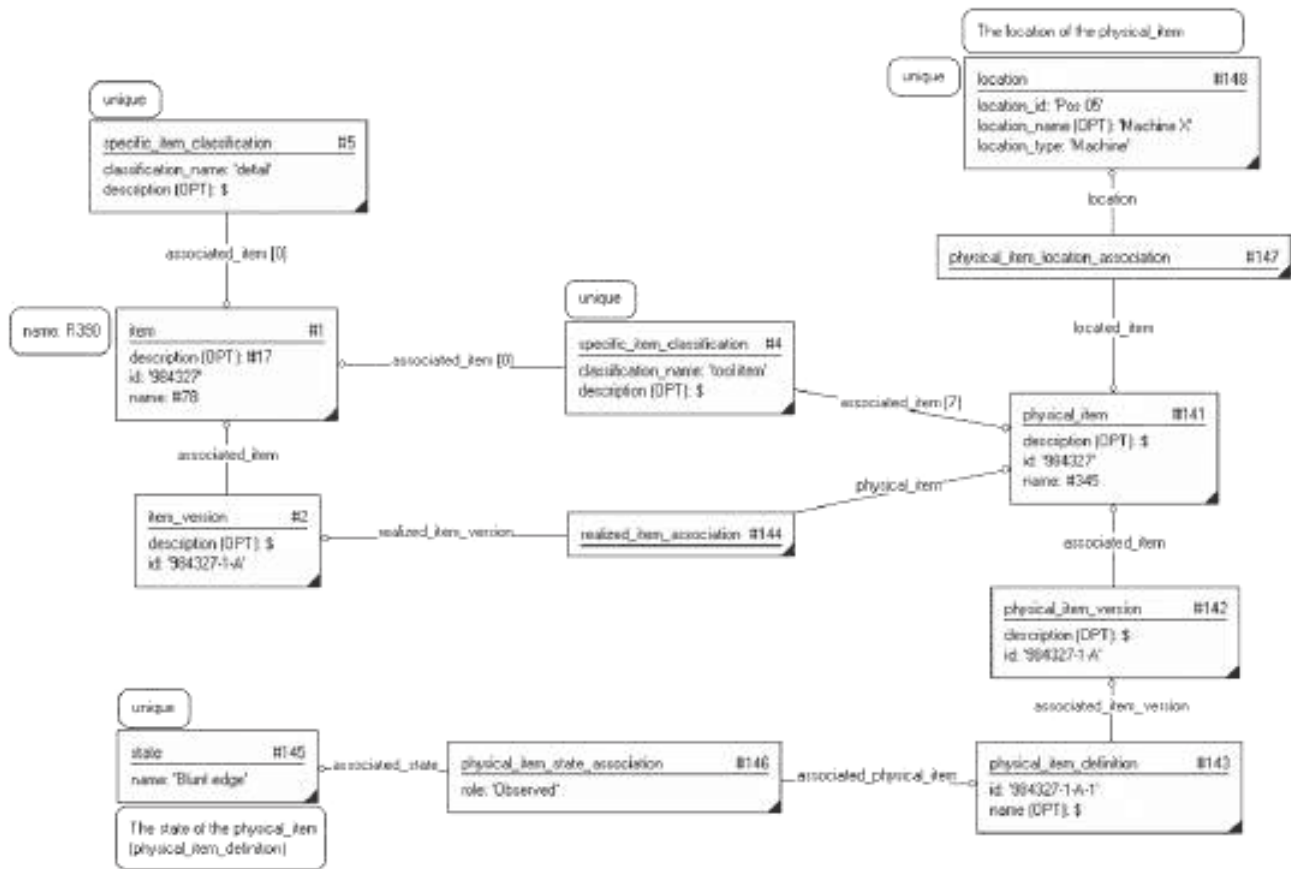 The location of the physical_item
unique
location #148
location_id: 'Pos 05'
location_name (OPT): 'Machine X'
location_type: 'Machine'
location
physical_item_location_association #147
located_item
unique
specific_item_classification #5
classification_name: 'detail'
description (OPT): $
associated_item [0]
name: R390
item #1
description (OPT): #17
id: '984327'
name: #78
associated_item [0]
unique
specific_item_classification #4
classification_name: 'tool item'
description (OPT): $
associated_item [7]
physical_item #141
description (OPT): $
id: '984327'
name: #345
associated_item
item_version #2
description (OPT): $
id: '984327-1-A'
realized_item_version
realized_item_association #144
physical_item
associated_item
physical_item_version #142
description (OPT): $
id: '984327-1-A'
associated_item_version
unique
state #145
name: 'Blunt edge'
The state of the physical_item
(physical_item_definition)
associated_state
physical_item_state_association #146
role: 'Observed'
associated_physical_item
physical_item_definition #143
id: '984327-1-A-1'
name (OPT): $